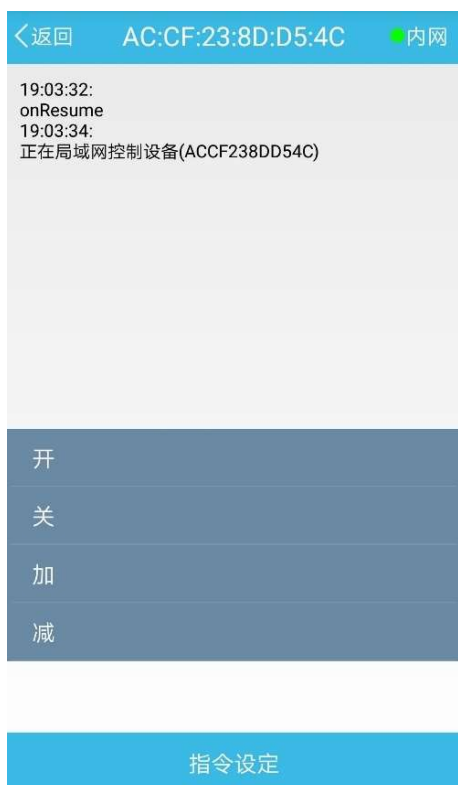 返回 AC:CF:23:8D:D5:4C 内网
19:03:32:
onResume
19:03:34:
正在局域网控制设备(ACCF238DD54C)
开
关
加
减
指令设定